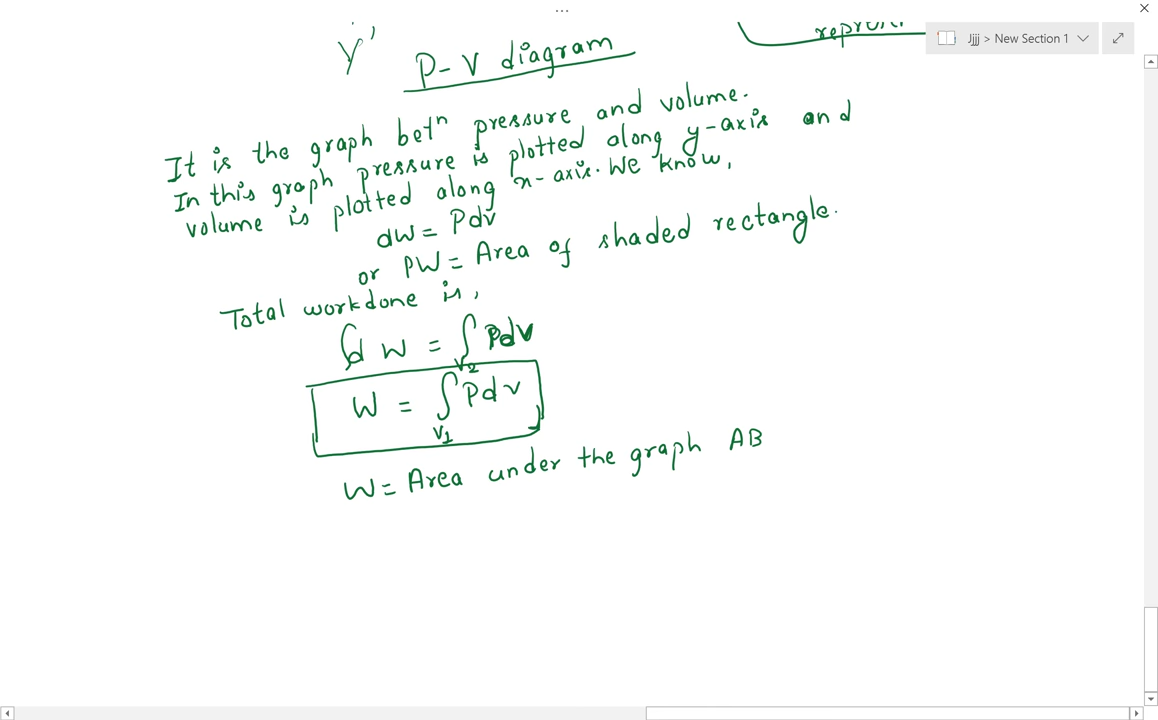 Y'
represen
Jjjj > New Section 1
P-V diagram
It is the graph betn pressure and volume.
In this graph pressure is plotted along y-axis and
volume is plotted along x-axis. We know,
dW = Pdv
or PW = Area of shaded rectangle.
Total workdone is,
∫d W = ∫Pdv
W = ∫Pdv
V2
V1
W = Area under the graph AB